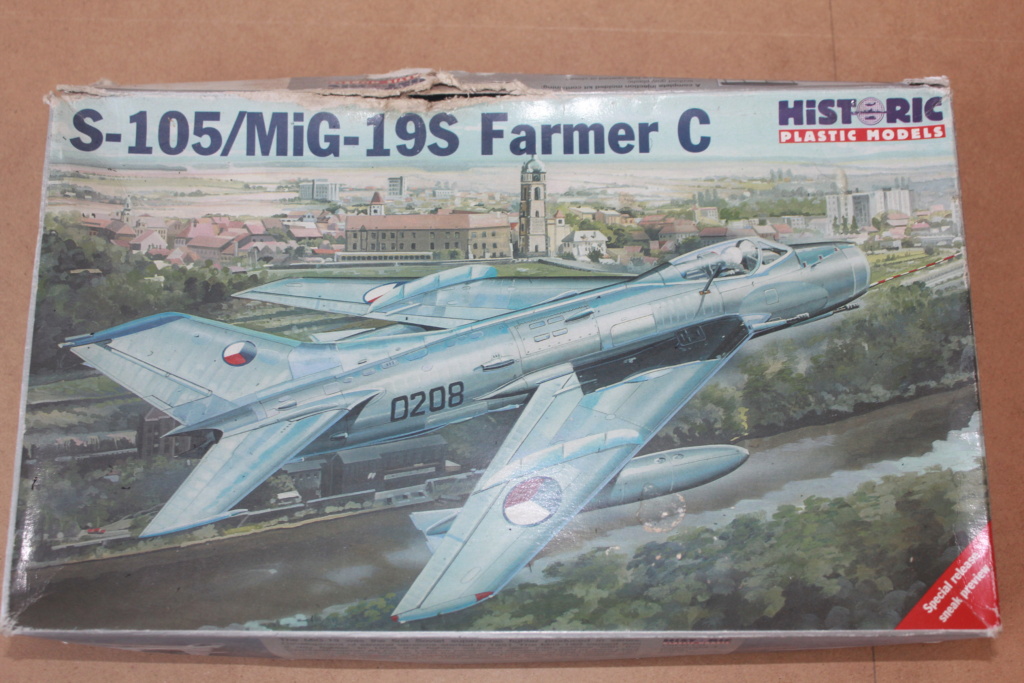 S-105/MiG-19S Farmer C
HiSTORIC
PLASTIC MODELS
0208
Special release
sneak preview